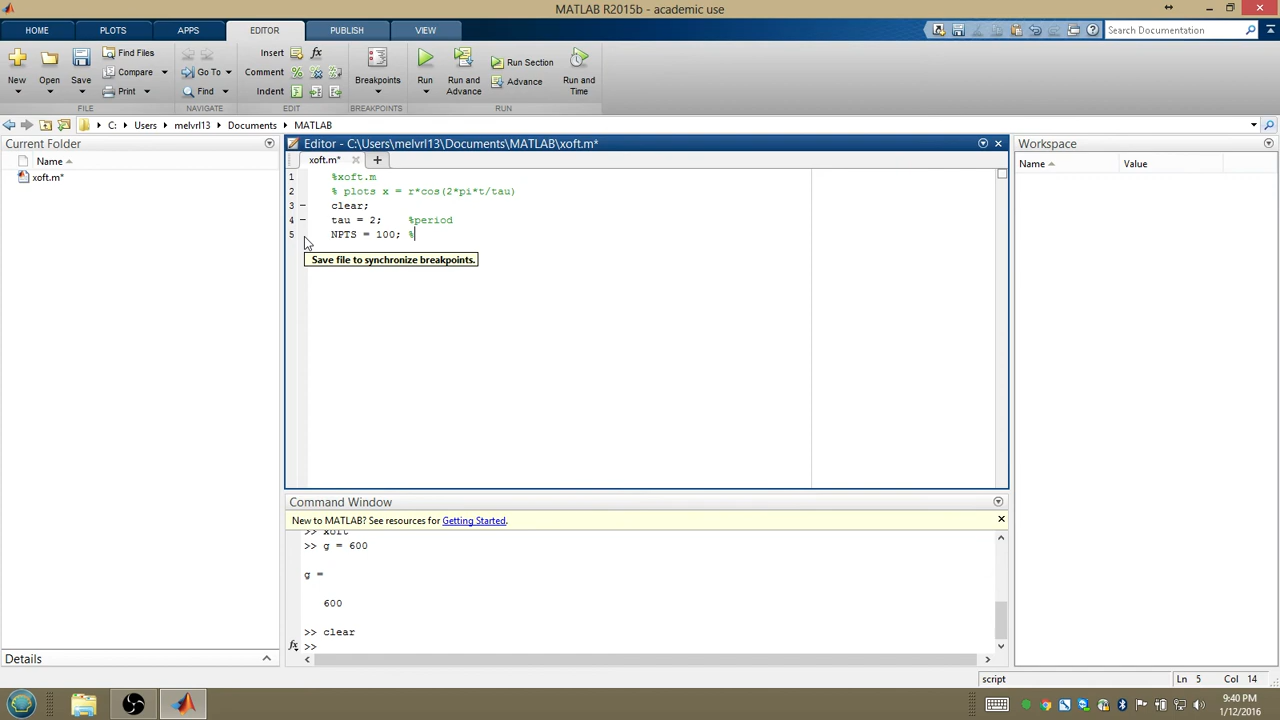 MATLAB R2015b - academic use
HOME PLOTS APPS EDITOR PUBLISH VIEW
Search Documentation
New Open Save Find Files Compare Print
Go To Find
Insert fx
Comment % % %
Indent
Breakpoints Run Run and Advance Run Section Advance Run and Time
FILE NAVIGATE EDIT BREAKPOINTS RUN
C: Users melvrl13 Documents MATLAB
Current Folder
Name
xoft.m*
Editor - C:\Users\melvrl13\Documents\MATLAB\xoft.m*
xoft.m*
1 %xoft.m
2 % plots x = r*cos(2*pi*t/tau)
3 clear;
4 tau = 2; %period
5 NPTS = 100; %
Save file to synchronize breakpoints.
Workspace
Name Value
Command Window
New to MATLAB? See resources for Getting Started.
>> xoft
>> g = 600
g =
600
>> clear
fx >>
Details
script Ln 5 Col 14
9:40 PM
1/12/2016